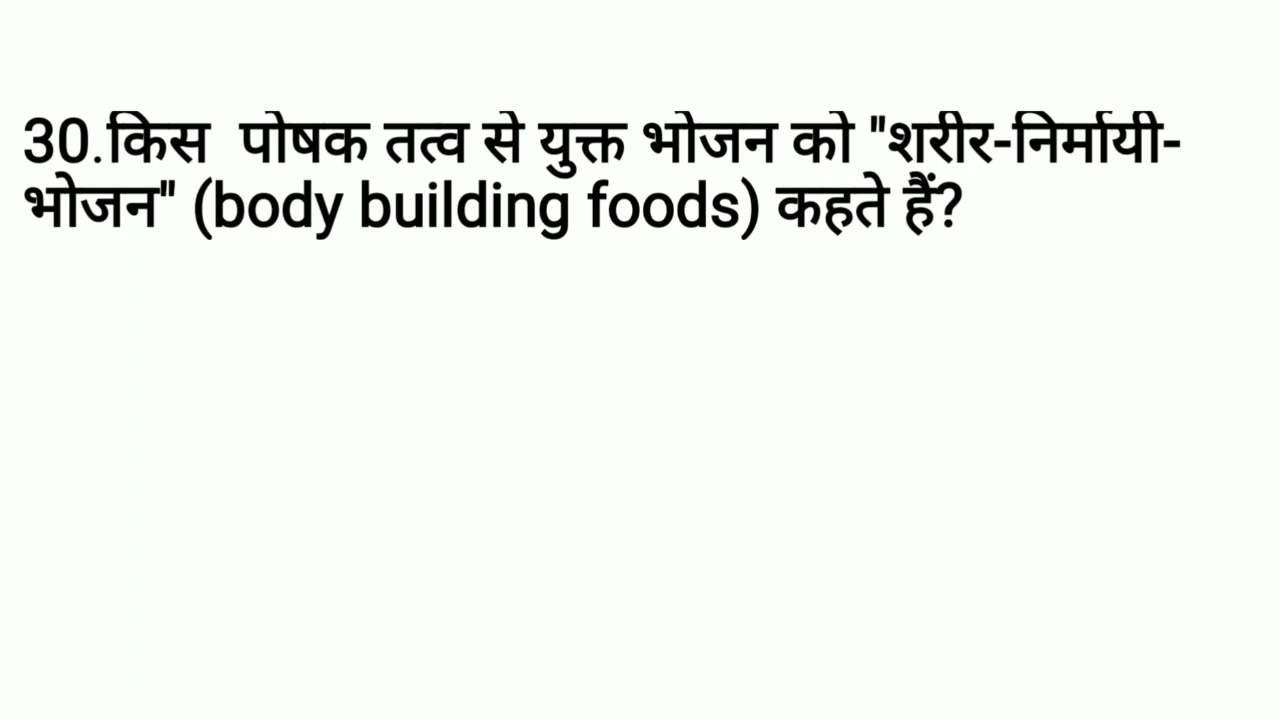 30.किस पोषक तत्व से युक्त भोजन को "शरीर-निर्मायी-
भोजन" (body building foods) कहते हैं?